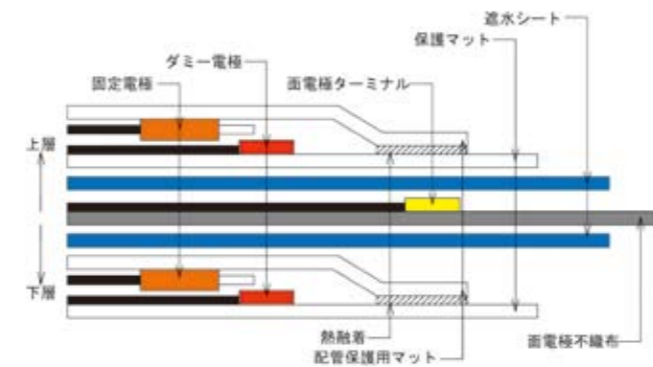 遮水シート
保護マット
ダミー電極
固定電極
面電極ターミナル
上層
下層
熱融着
配管保護用マット
面電極不織布